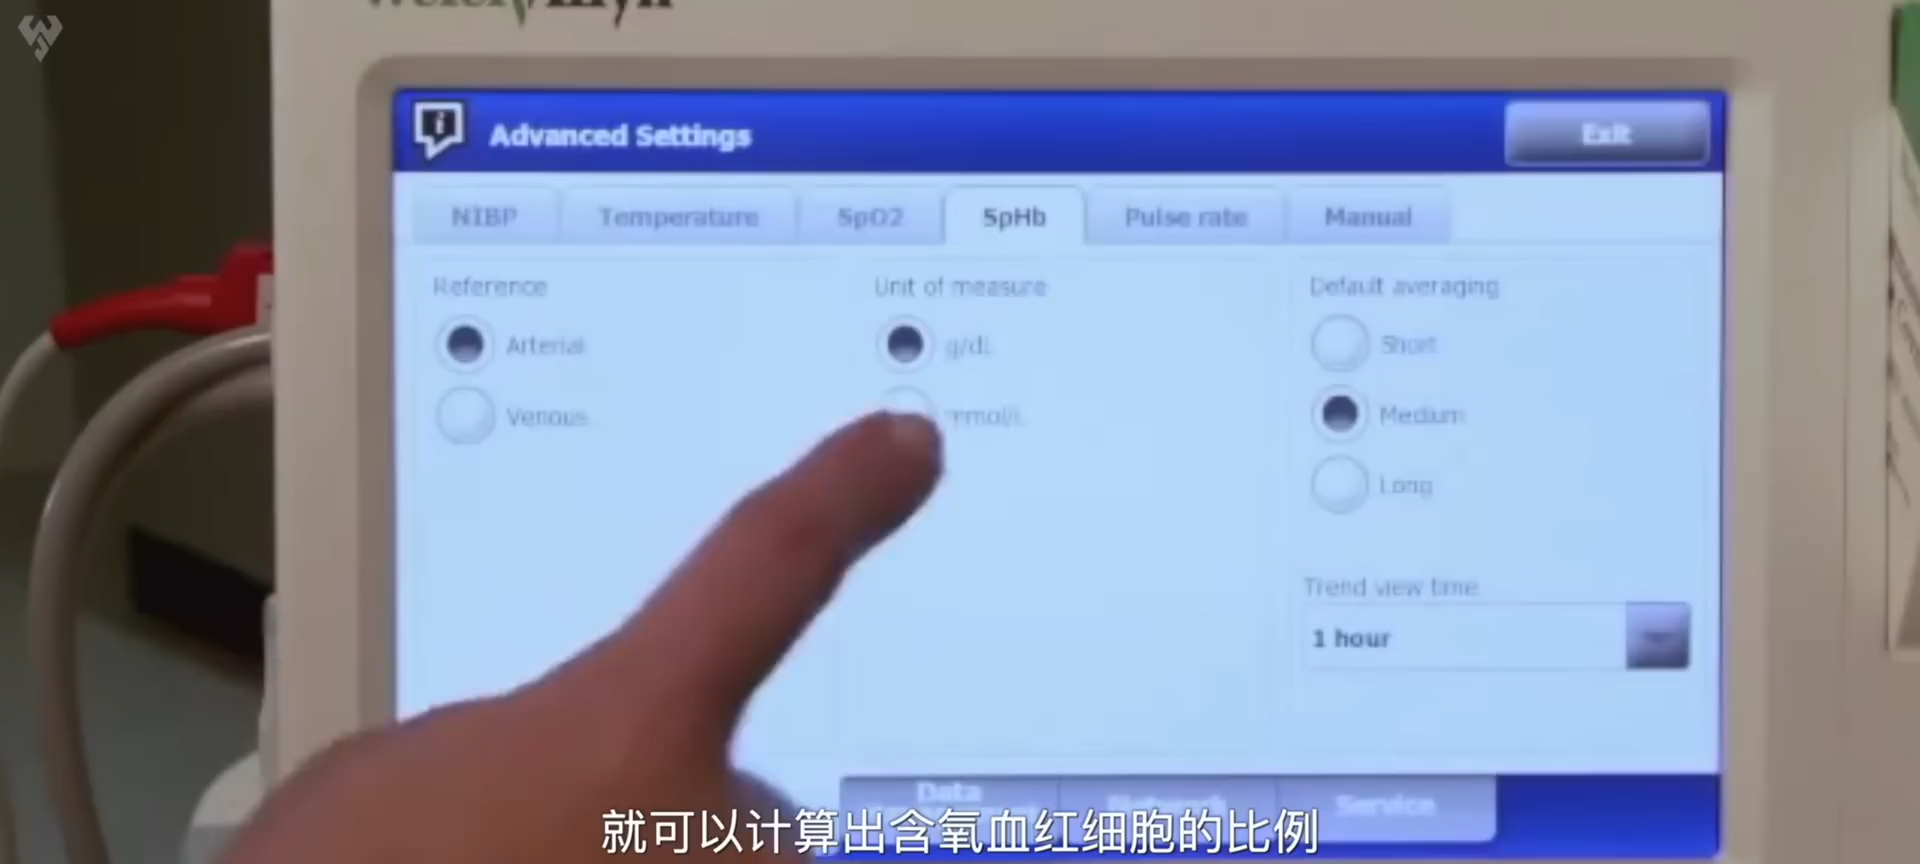 Advanced Settings
Exit
NIBP
Temperature
SpO2
SpHb
Pulse rate
Manual
Reference
Arterial
Venous
Unit of measure
g/dL
mmol/L
Default averaging
Short
Medium
Long
Trend view time
1 hour
Data
Network
Service
就可以计算出含氧血红细胞的比例